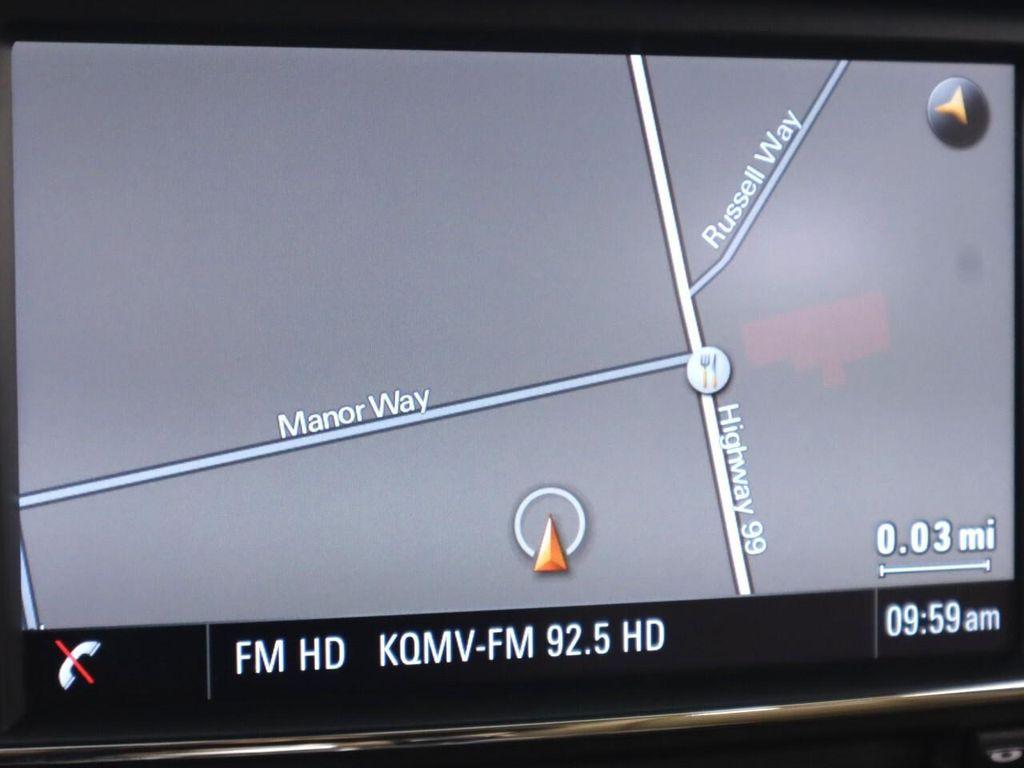 Russell Way
Manor Way
Highway 99
0.03 mi
FM HD KQMV-FM 92.5 HD
09:59 am